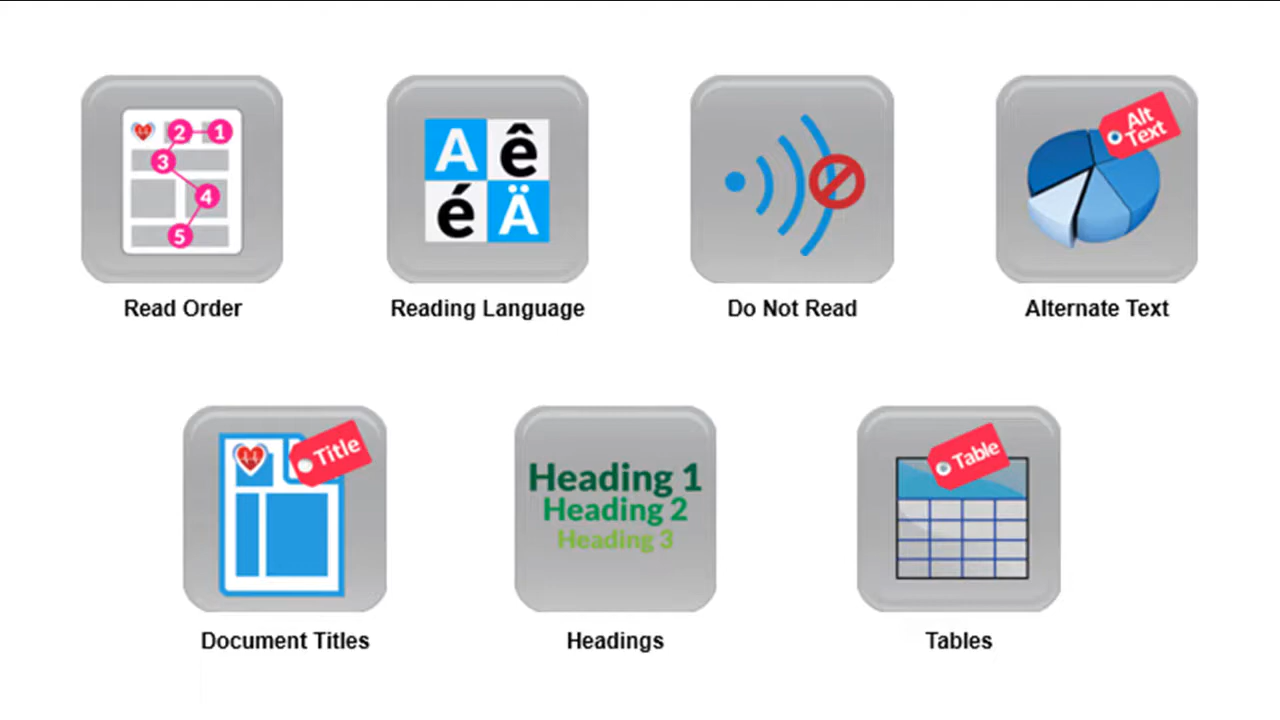 2 1
3
4
5
A ê
é Ä
Alt
Text
Read Order
Reading Language
Do Not Read
Alternate Text
Title
Heading 1
Heading 2
Heading 3
Table
Document Titles
Headings
Tables